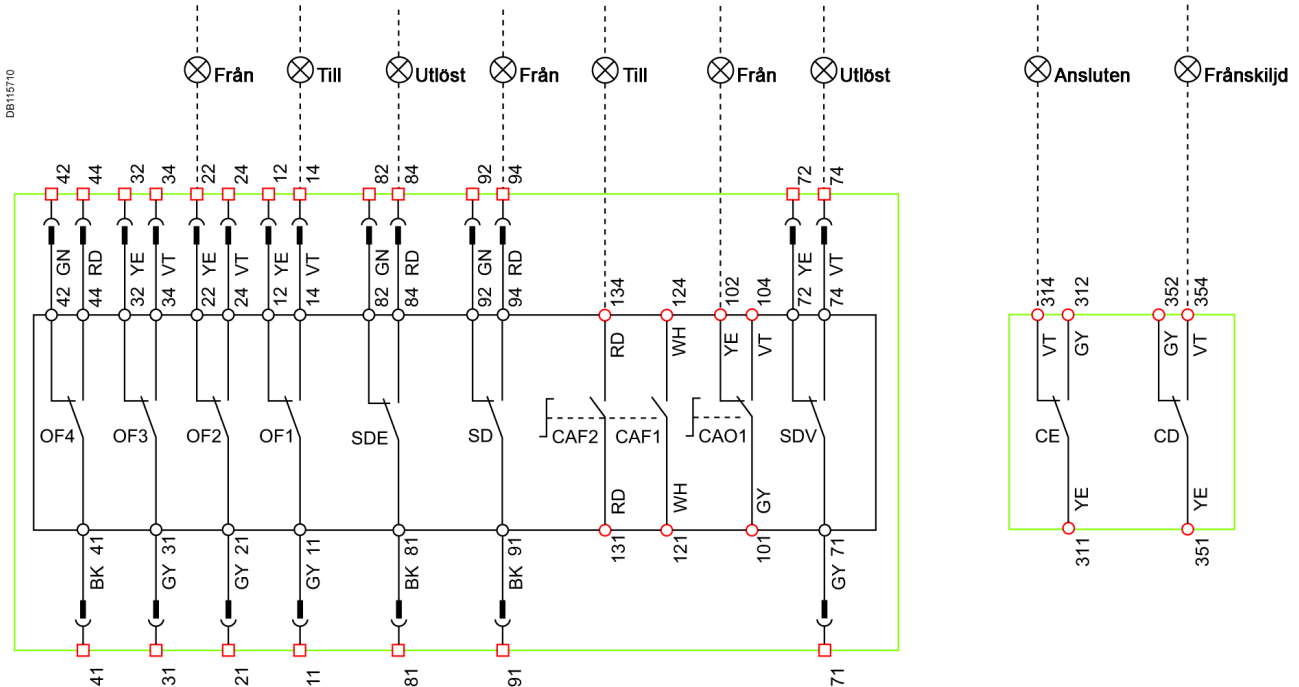 DB115710
Från Till Utlöst Från Till Från Utlöst Ansluten Frånskiljd
42 44 32 34 22 24 12 14 82 84 92 94 72 74
GN RD YE VT YE VT YE VT GN RD GN RD YE VT
42 44 32 34 22 24 12 14 82 84 92 94 134 124 102 104 72 74 314 312 352 354
RD WH YE VT VT GY GY VT
OF4 OF3 OF2 OF1 SDE SD CAF2 CAF1 CAO1 SDV CE CD
RD WH GY YE YE
41 31 21 11 81 91 131 121 101 71 311 351
BK GY GY GY BK BK GY
41 31 21 11 81 91 71